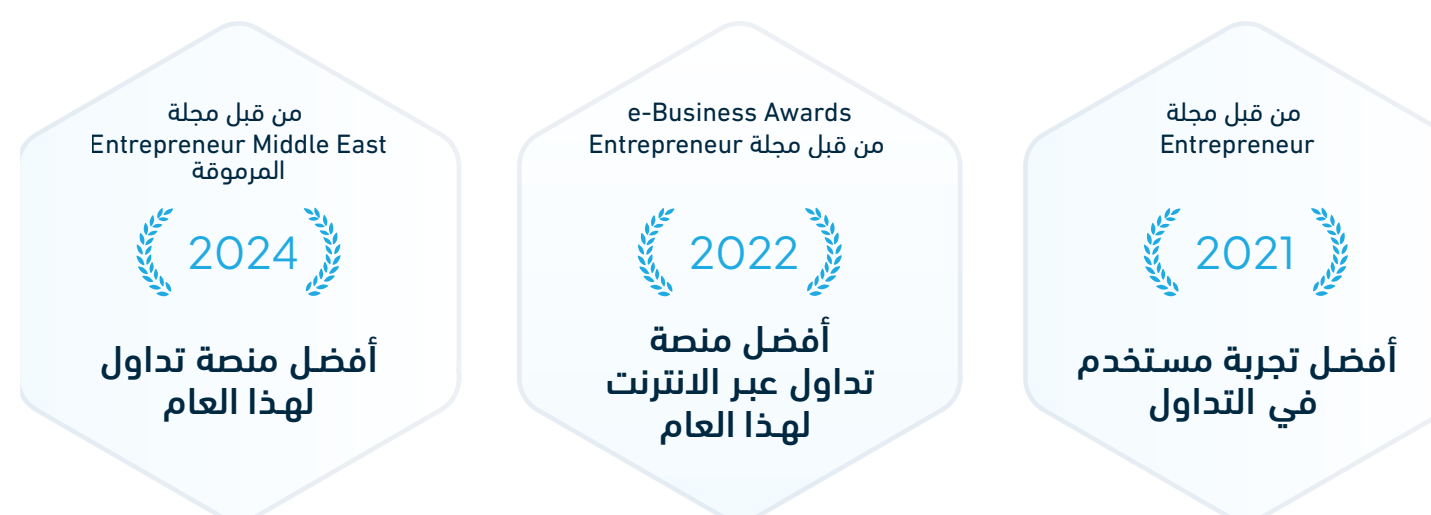 من قبل مجلة
Entrepreneur
2021
أفضل تجربة مستخدم
في التداول
e-Business Awards
من قبل مجلة Entrepreneur
2022
أفضل منصة
تداول عبر الانترنت
لهذا العام
من قبل مجلة
Entrepreneur Middle East
المرموقة
2024
أفضل منصة تداول
لهذا العام